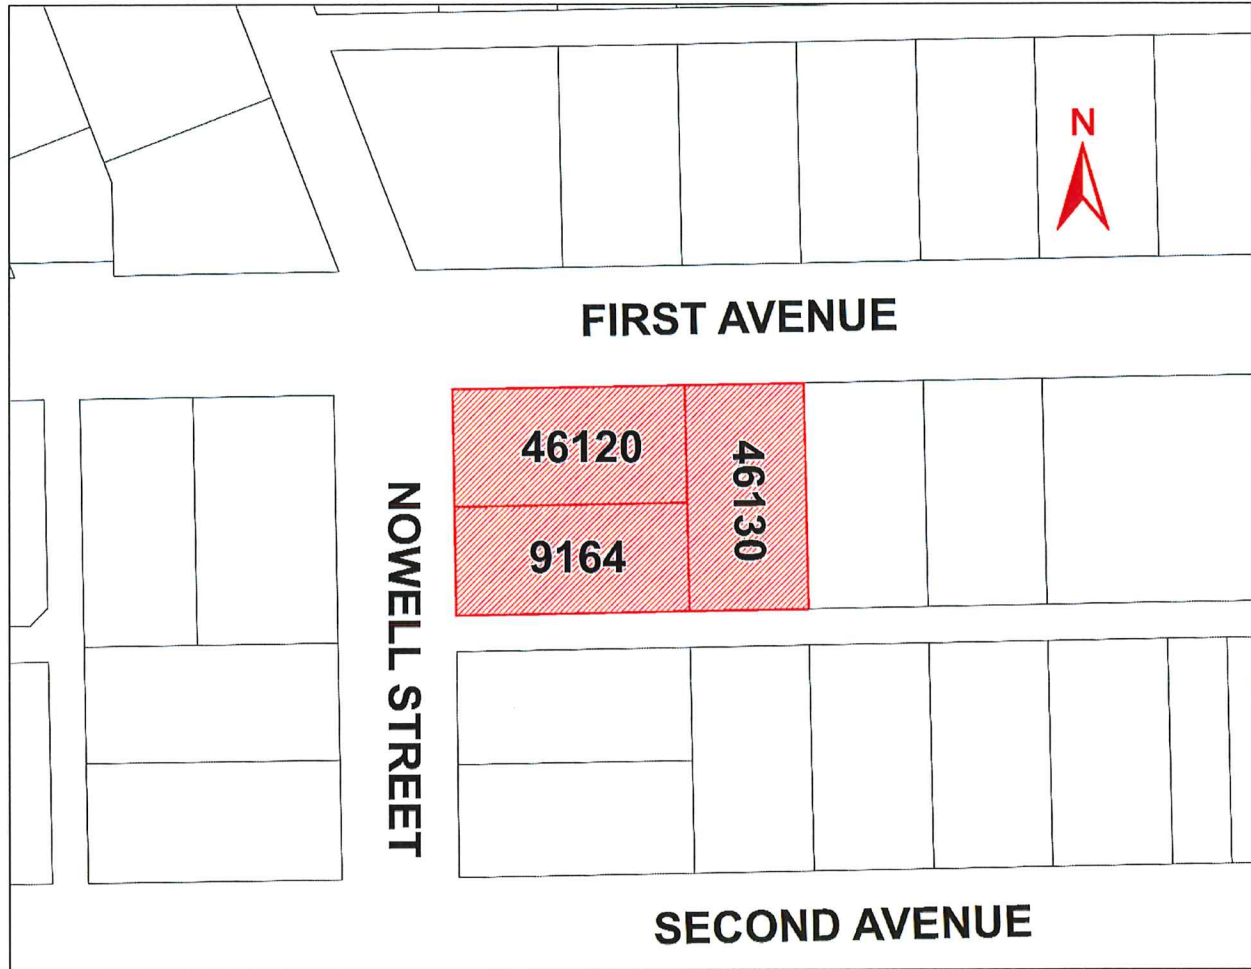 N
FIRST AVENUE
46120
46130
9164
NOWELL STREET
SECOND AVENUE